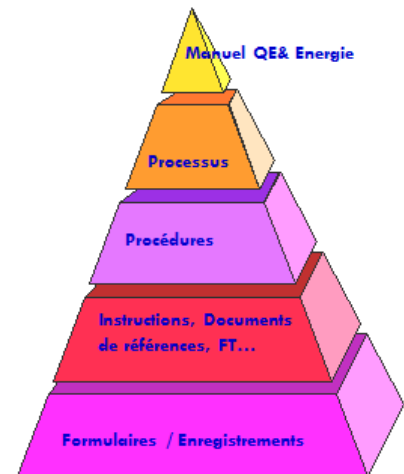 Manuel QE& Energie
Processus
Procédures
Instructions, Documents
de références, FT...
Formulaires / Enregistrements